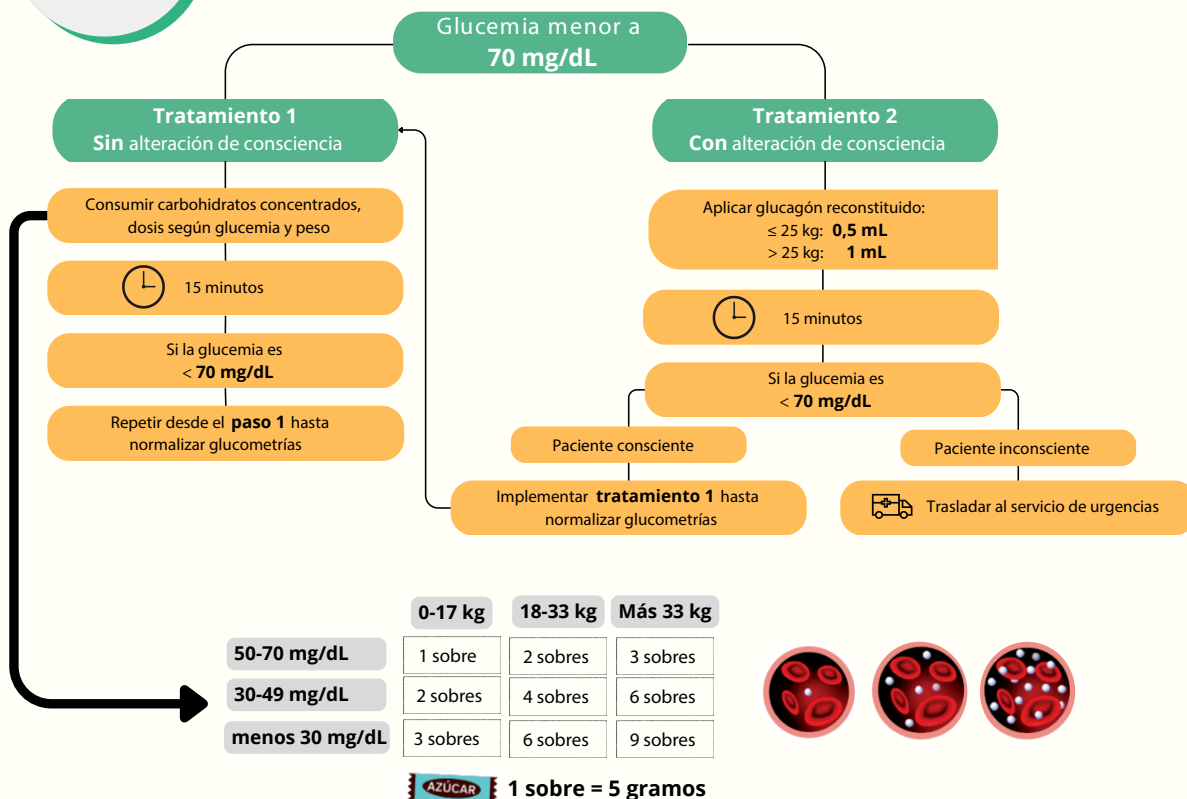 Glucemia menor a
70 mg/dL
Tratamiento 1
Sin alteración de consciencia
Consumir carbohidratos concentrados,
dosis según glucemia y peso
15 minutos
Si la glucemia es
< 70 mg/dL
Repetir desde el paso 1 hasta
normalizar glucometrías
Tratamiento 2
Con alteración de consciencia
Aplicar glucagón reconstituido:
≤ 25 kg: 0,5 mL
> 25 kg: 1 mL
15 minutos
Si la glucemia es
< 70 mg/dL
Paciente consciente
Implementar tratamiento 1 hasta
normalizar glucometrías
Paciente inconsciente
Trasladar al servicio de urgencias
0-17 kg 18-33 kg Más 33 kg
50-70 mg/dL 1 sobre 2 sobres 3 sobres
30-49 mg/dL 2 sobres 4 sobres 6 sobres
menos 30 mg/dL 3 sobres 6 sobres 9 sobres
AZÚCAR 1 sobre = 5 gramos